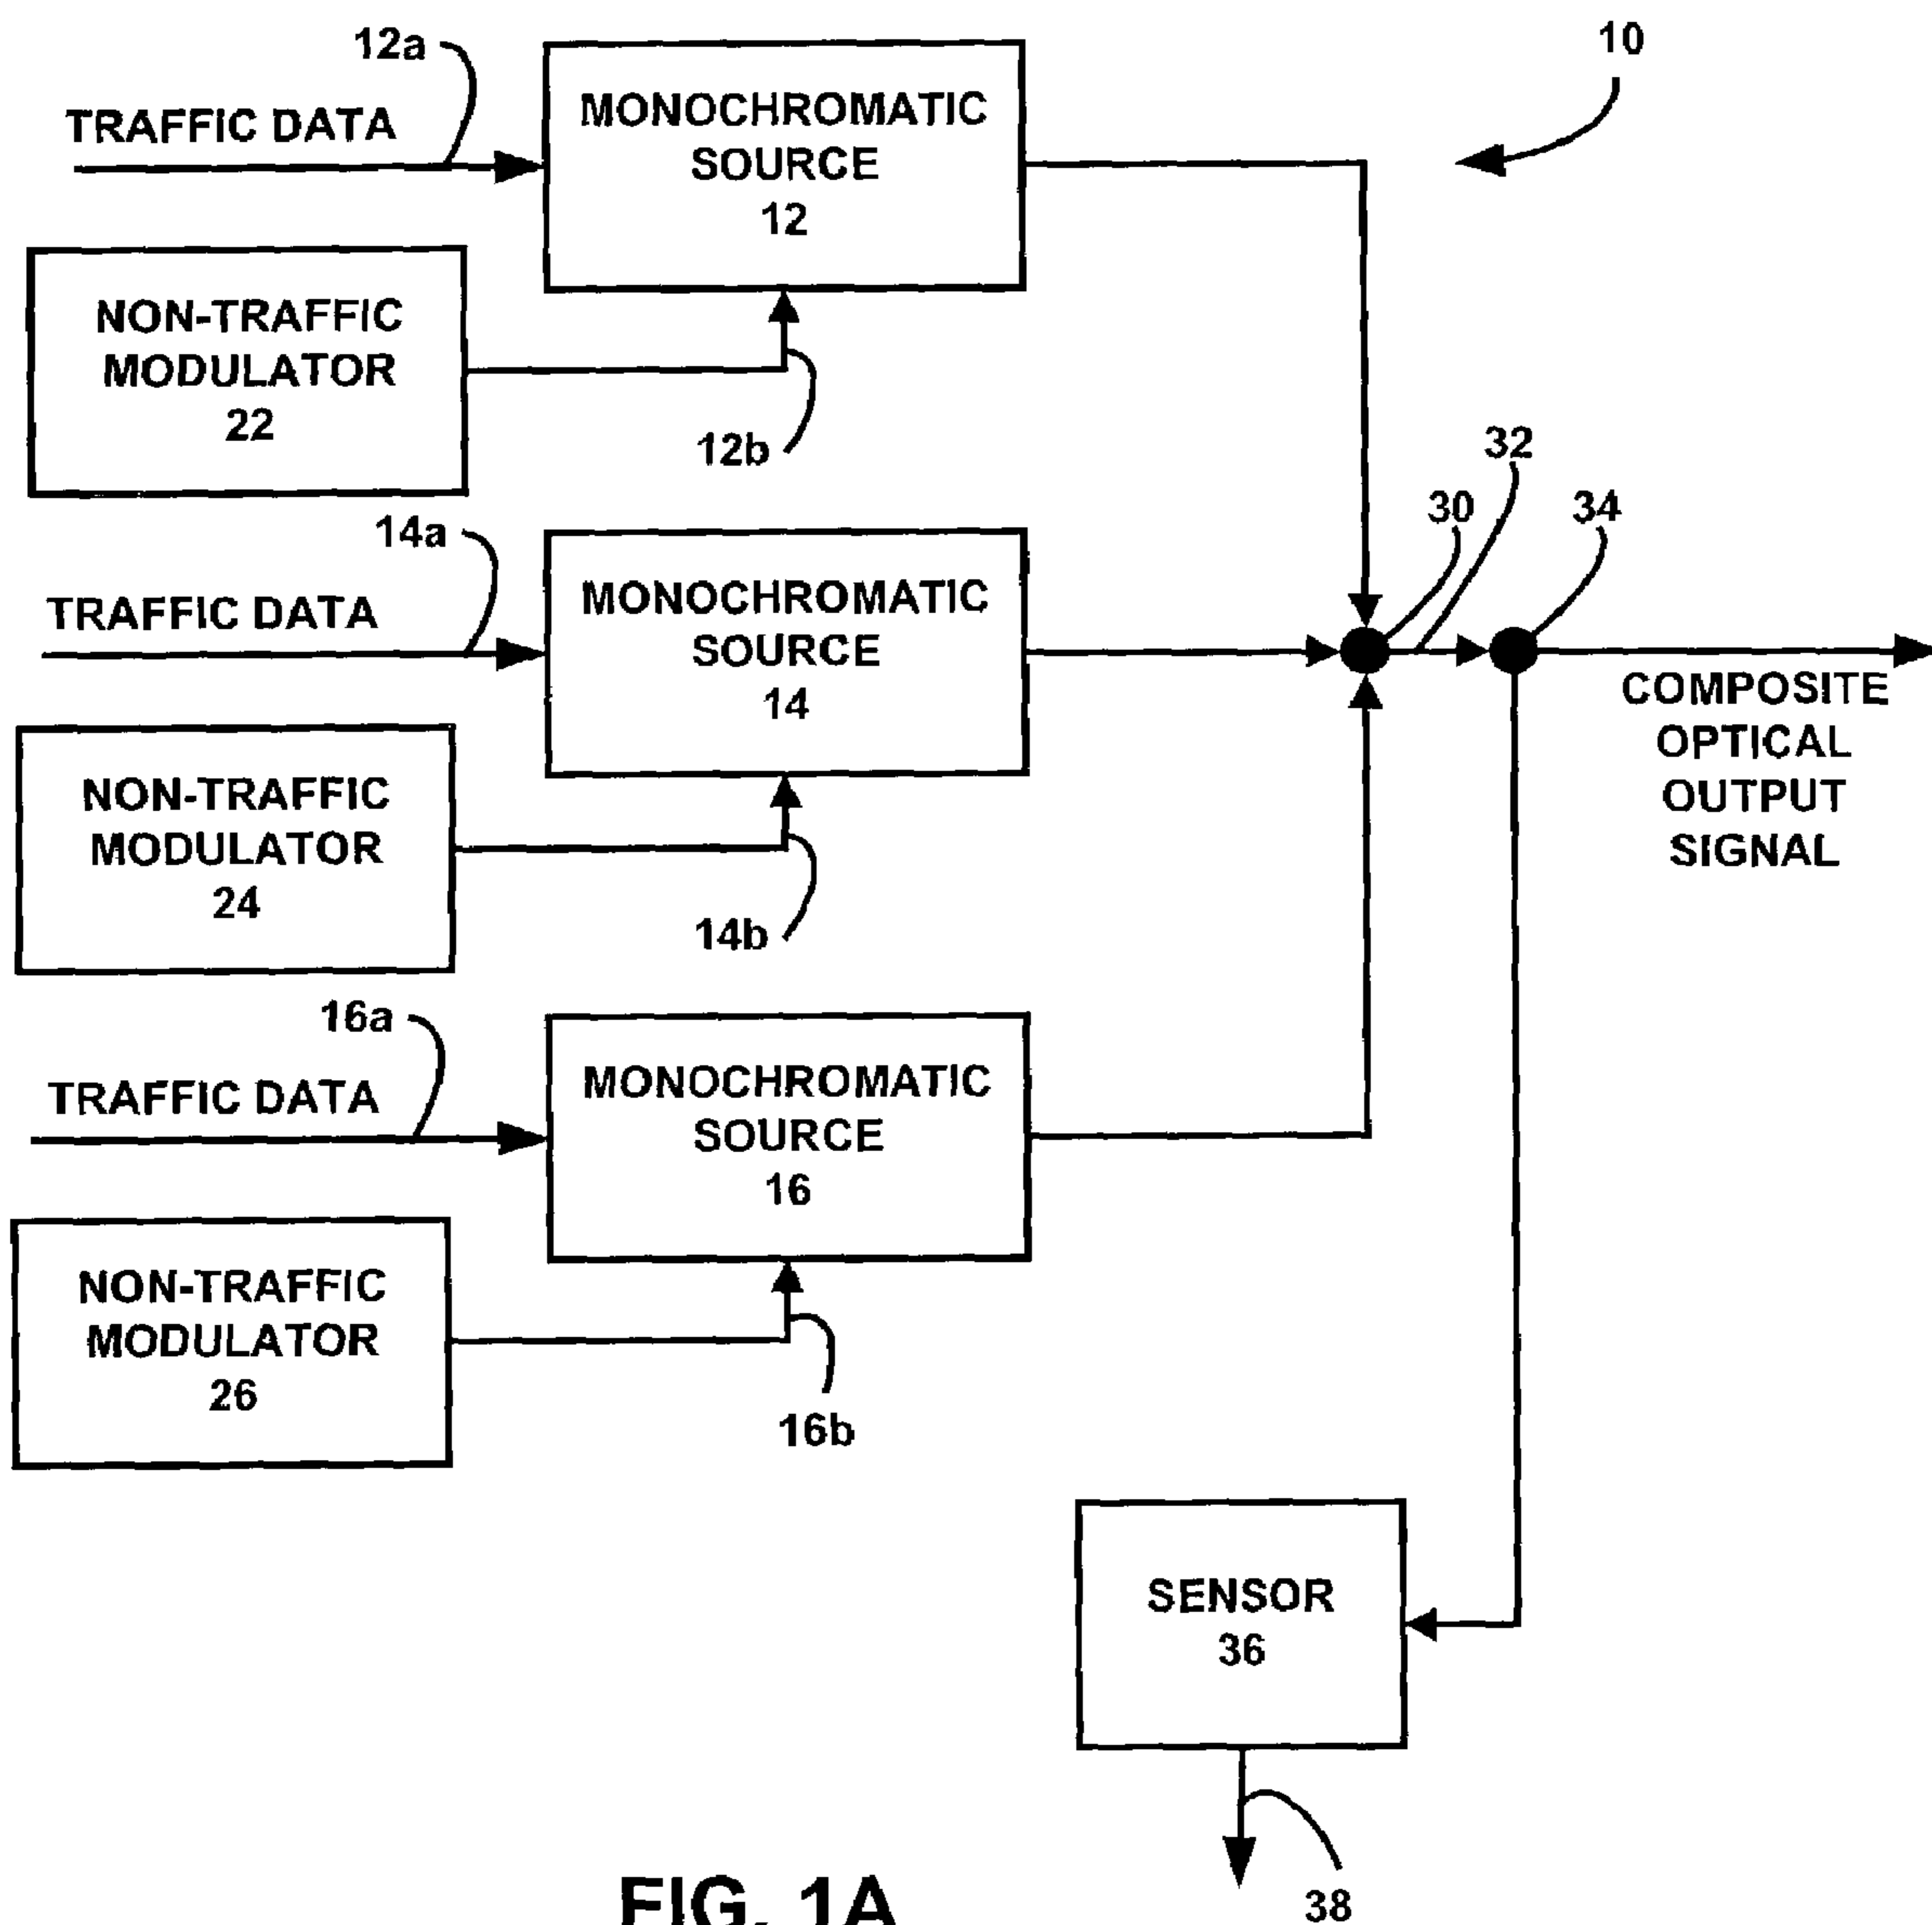 12a
10
TRAFFIC DATA
MONOCHROMATIC
SOURCE
12
NON-TRAFFIC
MODULATOR
22
12b
32
30
34
14a
TRAFFIC DATA
MONOCHROMATIC
SOURCE
14
COMPOSITE
OPTICAL
OUTPUT
SIGNAL
NON-TRAFFIC
MODULATOR
24
14b
16a
TRAFFIC DATA
MONOCHROMATIC
SOURCE
16
NON-TRAFFIC
MODULATOR
26
16b
SENSOR
36
38
FIG. 1A